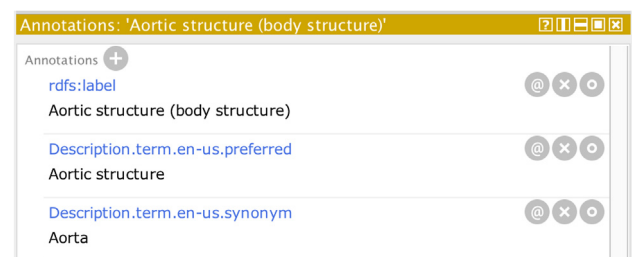 Annotations: 'Aortic structure (body structure)'
Annotations
rdfs:label
Aortic structure (body structure)
Description.term.en-us.preferred
Aortic structure
Description.term.en-us.synonym
Aorta